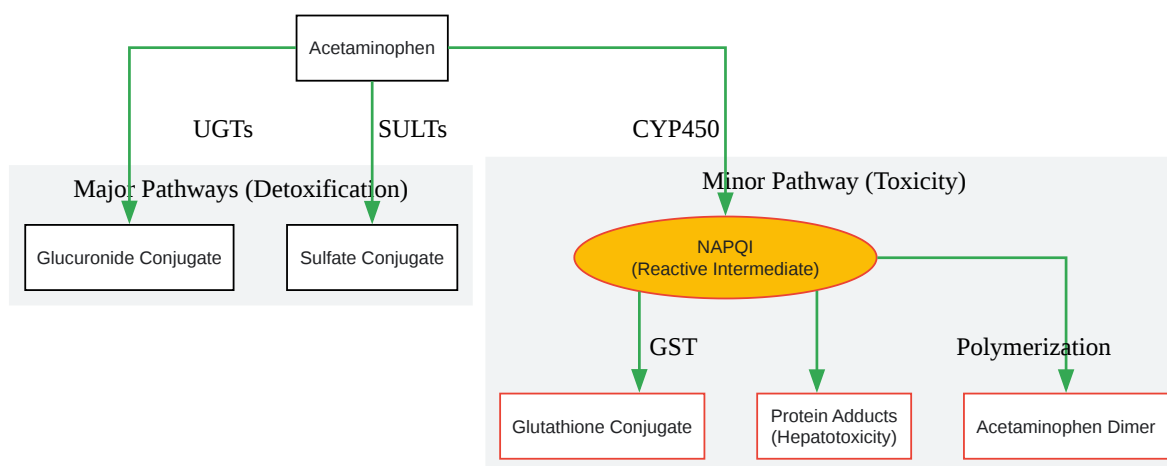 Acetaminophen
UGTs
SULTs
CYP450
Major Pathways (Detoxification)
Minor Pathway (Toxicity)
Glucuronide Conjugate
Sulfate Conjugate
NAPQI
(Reactive Intermediate)
GST
Polymerization
Glutathione Conjugate
Protein Adducts
(Hepatotoxicity)
Acetaminophen Dimer